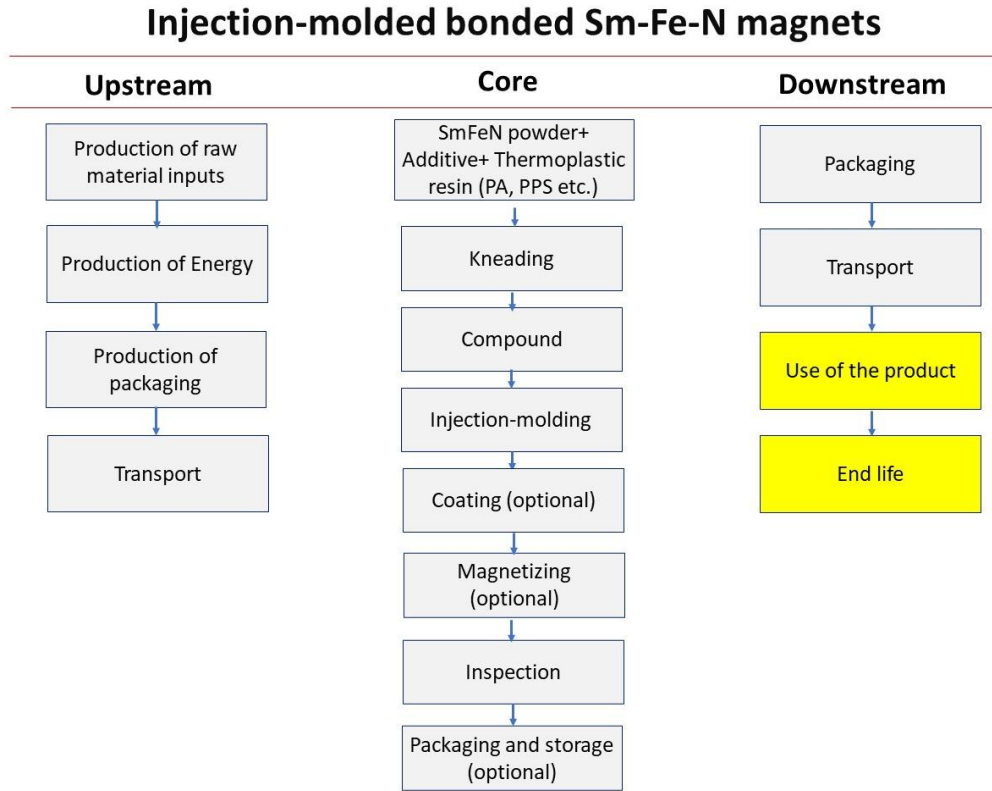 Injection-molded bonded Sm-Fe-N magnets
Upstream
Core
Downstream
Production of raw
material inputs
Production of Energy
Production of
packaging
Transport
SmFeN powder+
Additive+ Thermoplastic
resin (PA, PPS etc.)
Kneading
Compound
Injection-molding
Coating (optional)
Magnetizing
(optional)
Inspection
Packaging and storage
(optional)
Packaging
Transport
Use of the product
End life